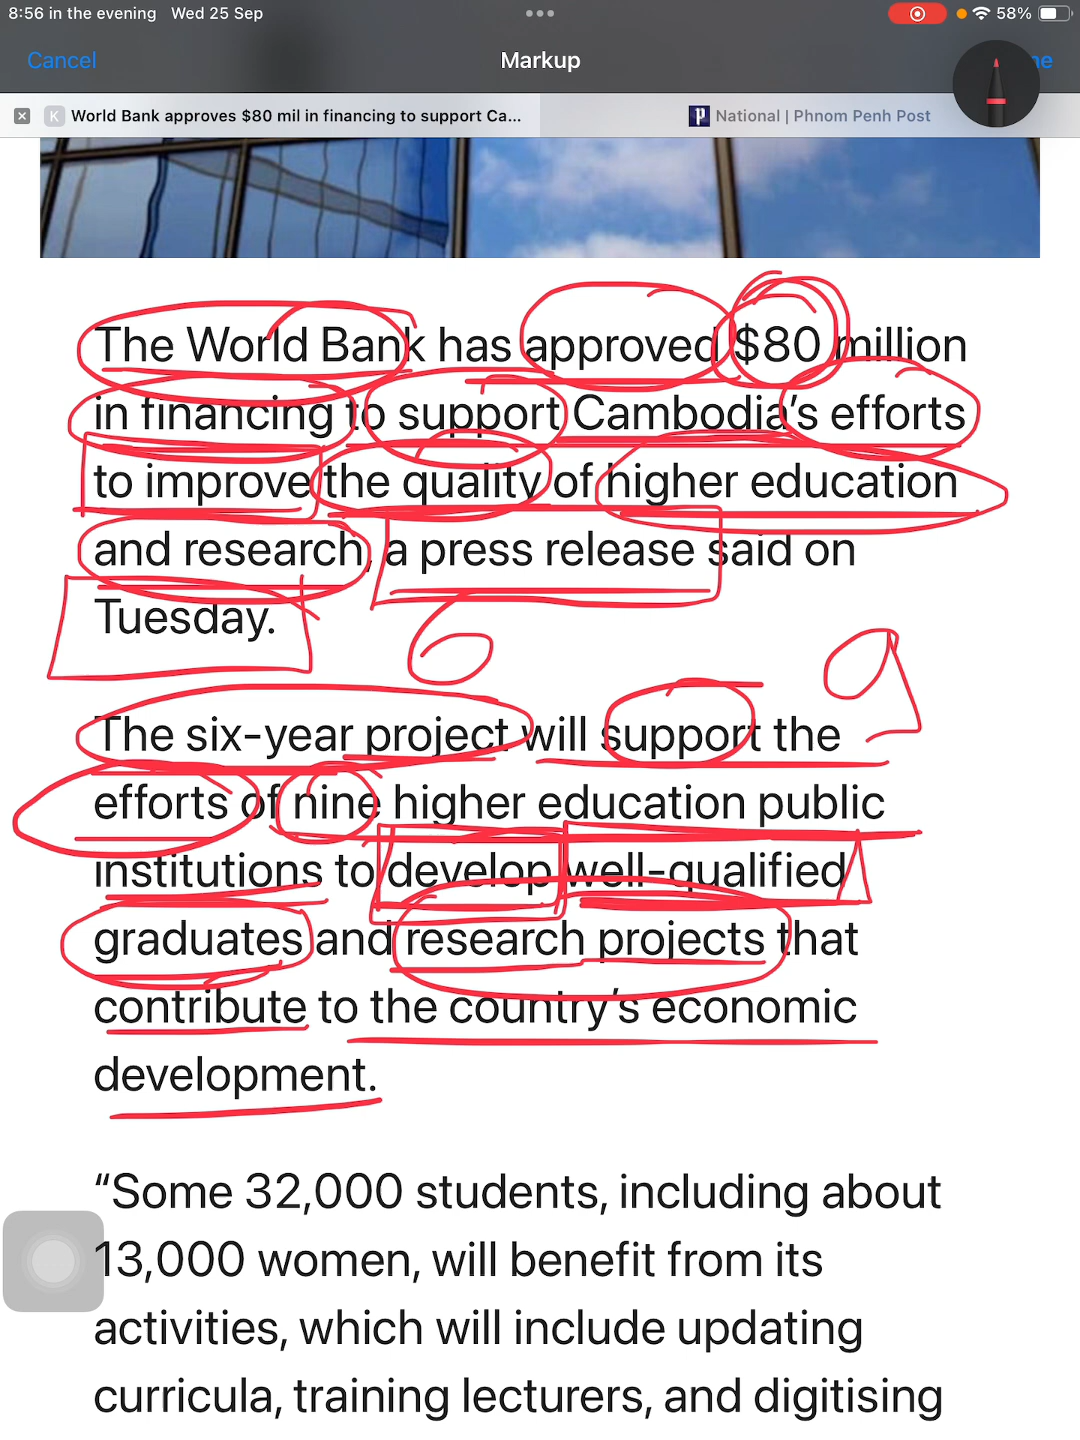 8:56 in the evening Wed 25 Sep
58%
Cancel
Markup
ne
K World Bank approves $80 mil in financing to support Ca...
P National | Phnom Penh Post
The World Bank has approved $80 million
in financing to support Cambodia's efforts
to improve the quality of higher education
and research, a press release said on
Tuesday.
6
9
The six-year project will support the
efforts of nine higher education public
institutions to develop well-qualified
graduates and research projects that
contribute to the country's economic
development.
“Some 32,000 students, including about
13,000 women, will benefit from its
activities, which will include updating
curricula, training lecturers, and digitising